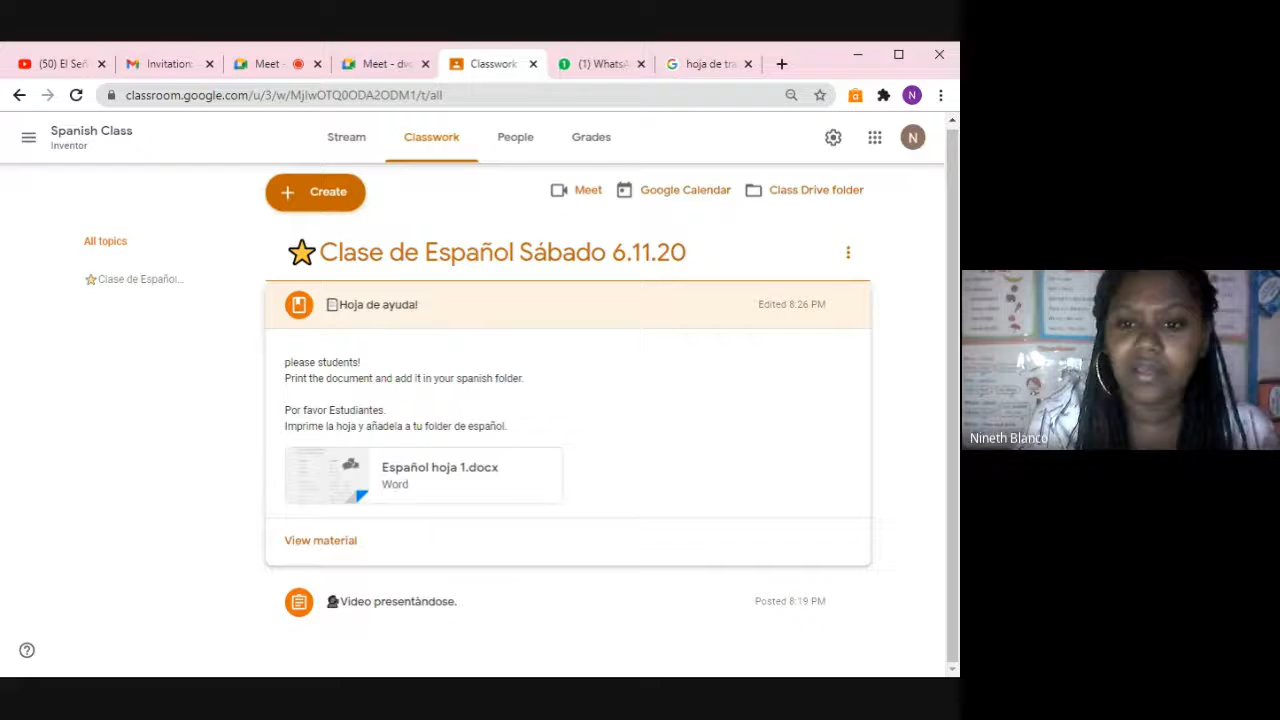 (50) El Señ
Invitation:
Meet -
Meet - dvc
Classwork
(1) WhatsA
hoja de tra
classroom.google.com/u/3/w/MjIwOTQ0ODA2ODM1/t/all
N
Spanish Class
Inventor
Stream
Classwork
People
Grades
N
Create
Meet
Google Calendar
Class Drive folder
All topics
⭐Clase de Español...
⭐Clase de Español Sábado 6.11.20
Hoja de ayuda!
Edited 8:26 PM
please students!
Print the document and add it in your spanish folder.
Por favor Estudiantes.
Imprime la hoja y añadela a tu folder de español.
Español hoja 1.docx
Word
View material
Video presentàndose.
Posted 8:19 PM
Nineth Blanco